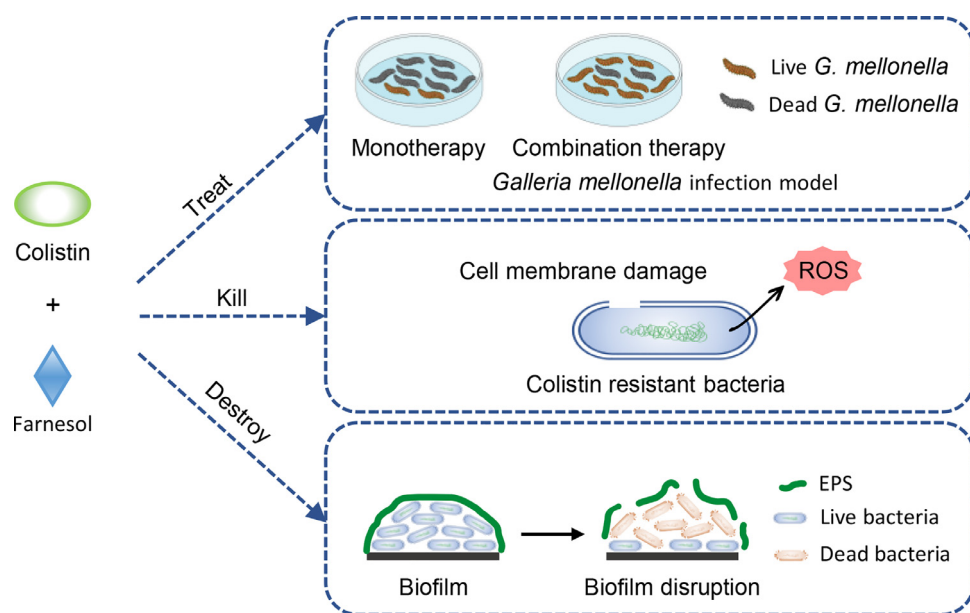 Colistin
+
Farnesol
Treat
Kill
Destroy
Live G. mellonella
Dead G. mellonella
Monotherapy
Combination therapy
Galleria mellonella infection model
Cell membrane damage
ROS
Colistin resistant bacteria
EPS
Live bacteria
Dead bacteria
Biofilm
Biofilm disruption